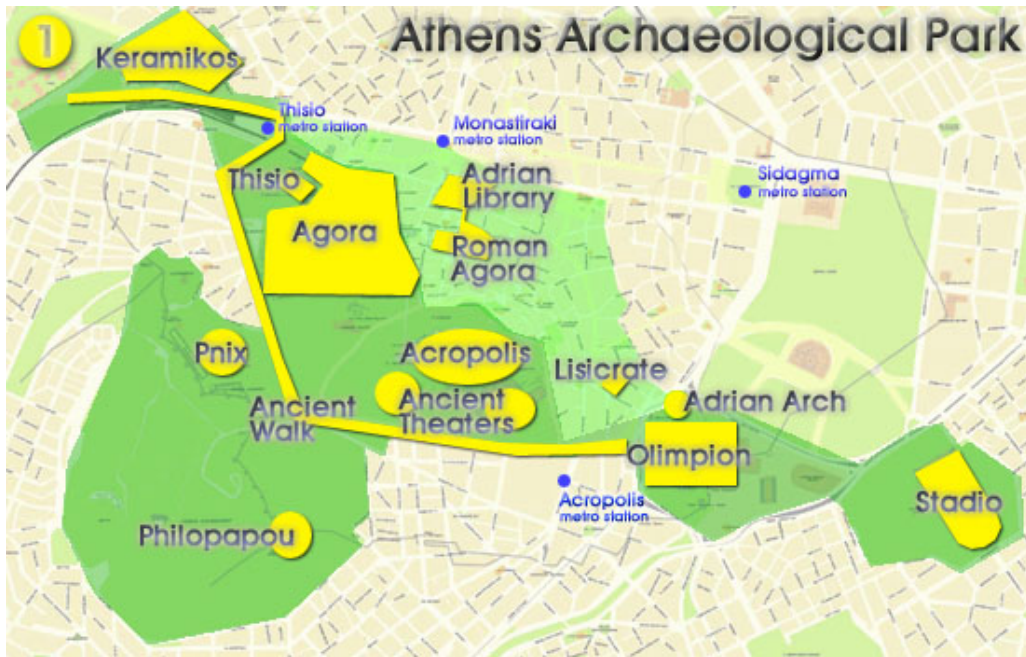 1
Athens Archaeological Park
Keramikos
Thisio
metro station
Monastiraki
metro station
Thisio
Adrian
Library
Sidagma
metro station
Agora
Roman
Agora
Pnix
Acropolis
Lisicrate
Ancient
Walk
Ancient
Theaters
Adrian Arch
Olimpion
Acropolis
metro station
Stadio
Philopapou